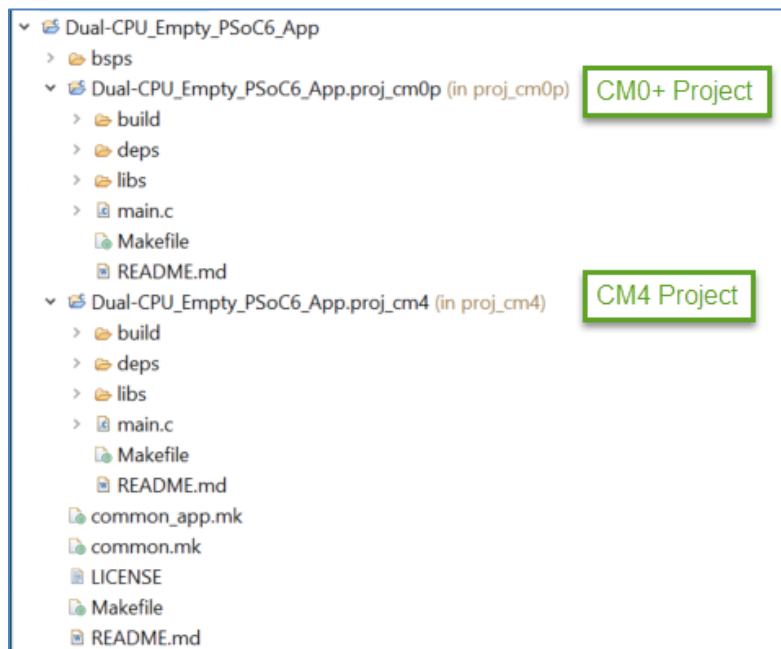 Dual-CPU_Empty_PSoC6_App
bsps
Dual-CPU_Empty_PSoC6_App.proj_cm0p (in proj_cm0p)
CM0+ Project
build
deps
libs
main.c
Makefile
README.md
Dual-CPU_Empty_PSoC6_App.proj_cm4 (in proj_cm4)
CM4 Project
build
deps
libs
main.c
Makefile
README.md
common_app.mk
common.mk
LICENSE
Makefile
README.md